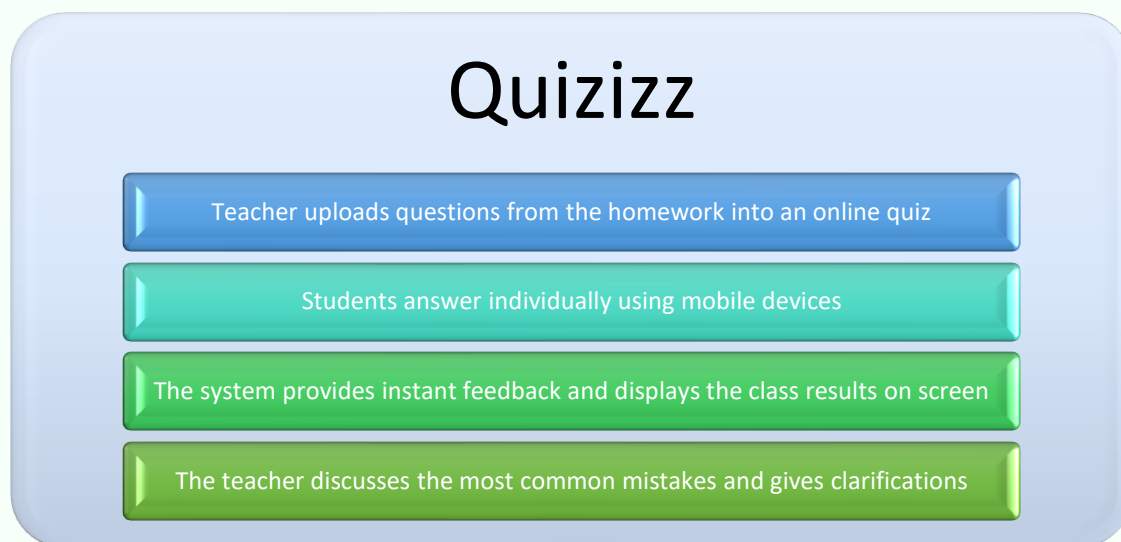 Quizizz
Teacher uploads questions from the homework into an online quiz
Students answer individually using mobile devices
The system provides instant feedback and displays the class results on screen
The teacher discusses the most common mistakes and gives clarifications